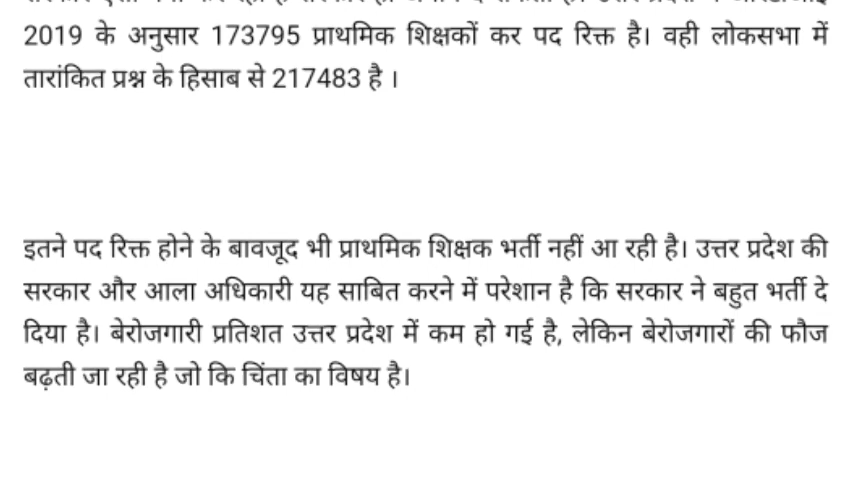 2019 के अनुसार 173795 प्राथमिक शिक्षकों कर पद रिक्त है। वही लोकसभा में
तारांकित प्रश्न के हिसाब से 217483 है ।
इतने पद रिक्त होने के बावजूद भी प्राथमिक शिक्षक भर्ती नहीं आ रही है। उत्तर प्रदेश की
सरकार और आला अधिकारी यह साबित करने में परेशान है कि सरकार ने बहुत भर्ती दे
दिया है। बेरोजगारी प्रतिशत उत्तर प्रदेश में कम हो गई है, लेकिन बेरोजगारों की फौज
बढ़ती जा रही है जो कि चिंता का विषय है।